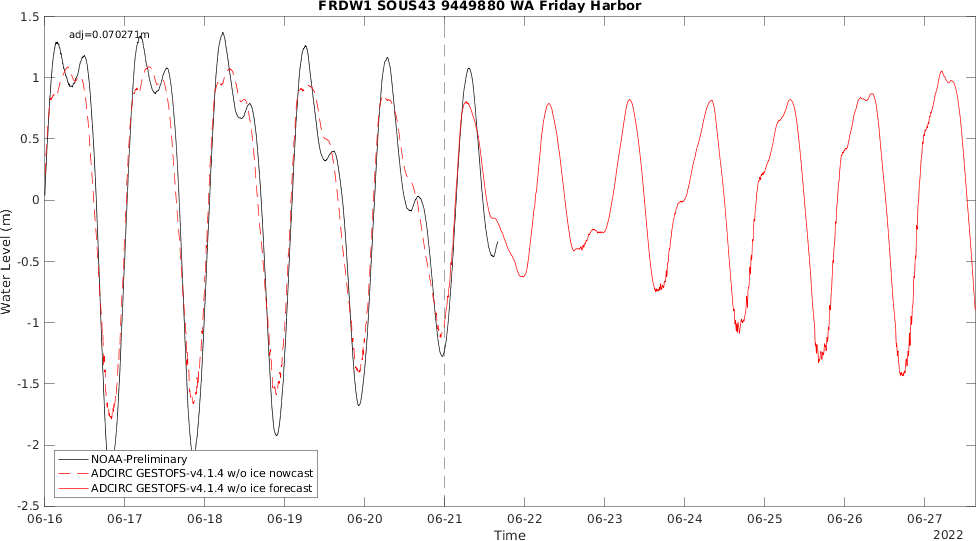 FRDW1 SOUS43 9449880 WA Friday Harbor
adj=0.070271m
1.5
1
0.5
0
-0.5
-1
-1.5
-2
-2.5
Water Level (m)
NOAA-Preliminary
ADCIRC GESTOFS-v4.1.4 w/o ice nowcast
ADCIRC GESTOFS-v4.1.4 w/o ice forecast
06-16 06-17 06-18 06-19 06-20 06-21 06-22 06-23 06-24 06-25 06-26 06-27
Time
2022